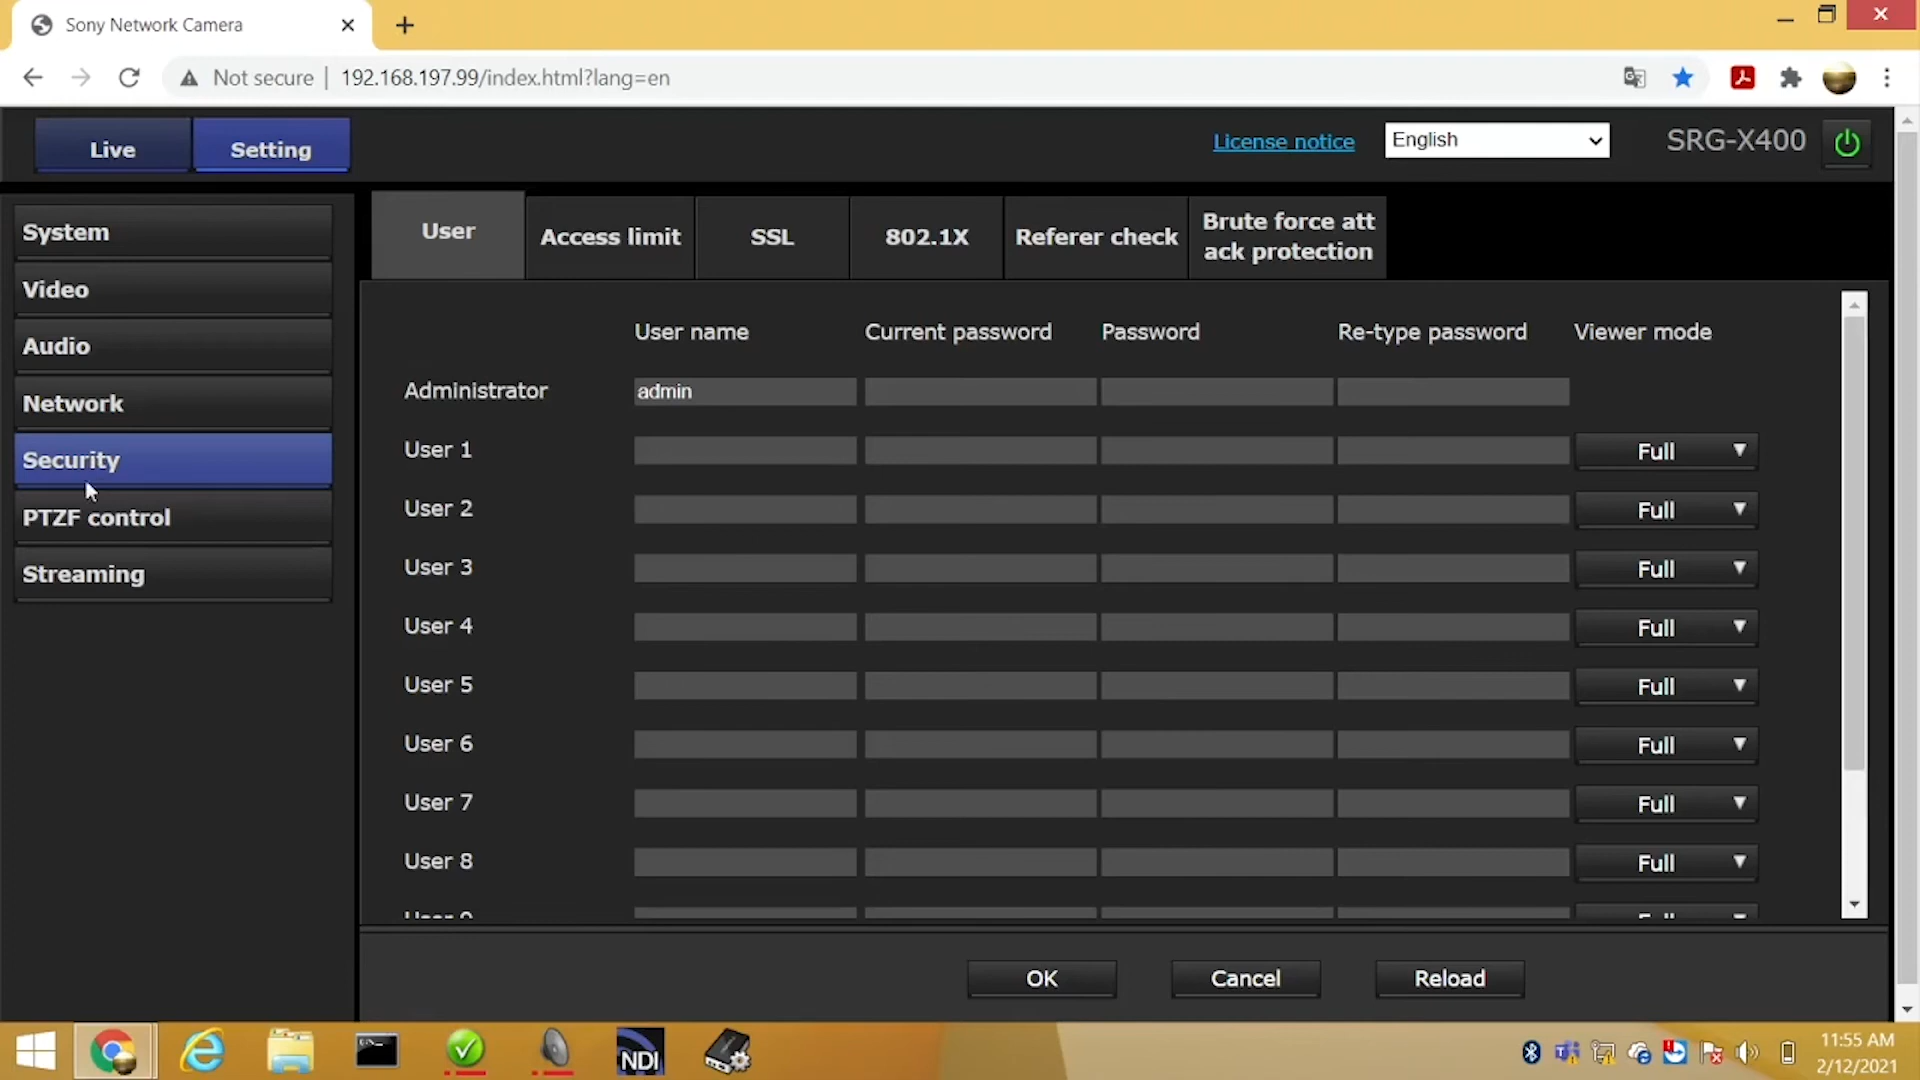 Sony Network Camera
Not secure
192.168.197.99/index.html?lang=en
Live
Setting
License notice
English
SRG-X400
System
Video
Audio
Network
Security
PTZF control
Streaming
User
Access limit
SSL
802.1X
Referer check
Brute force att
ack protection
User name Current password Password Re-type password Viewer mode
Administrator admin
User 1 Full
User 2 Full
User 3 Full
User 4 Full
User 5 Full
User 6 Full
User 7 Full
User 8 Full
OK Cancel Reload
NDI
11:55 AM
2/12/2021